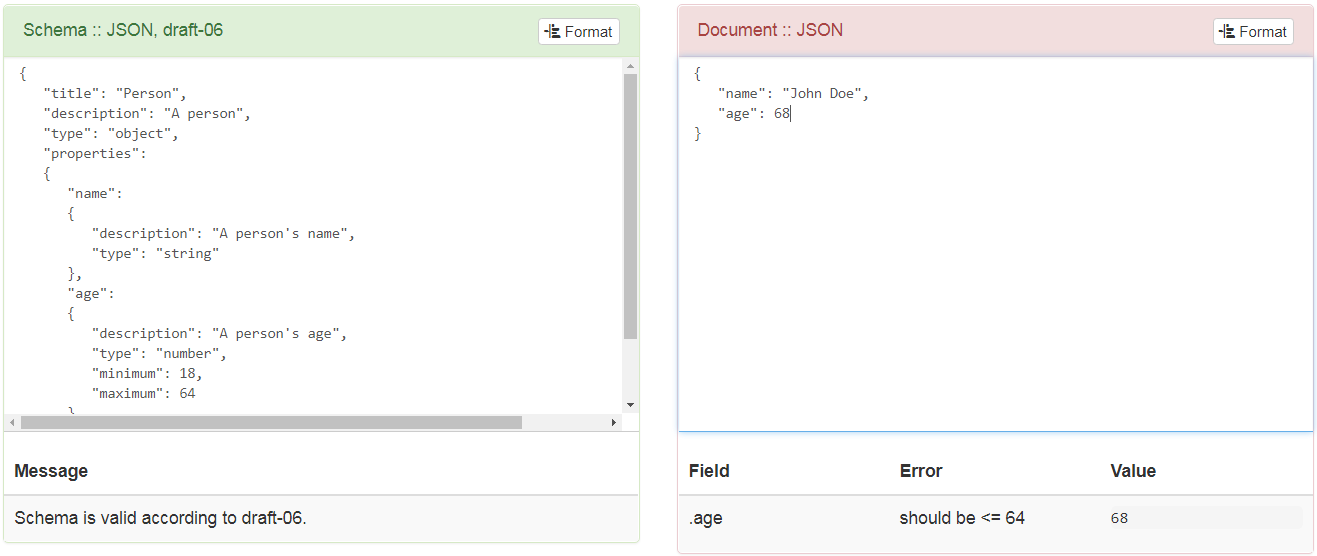 Schema :: JSON, draft-06
Format
{
"title": "Person",
"description": "A person",
"type": "object",
"properties":
{
"name":
{
"description": "A person's name",
"type": "string"
},
"age":
{
"description": "A person's age",
"type": "number",
"minimum": 18,
"maximum": 64
}
Message
Schema is valid according to draft-06.
Document :: JSON
Format
{
"name": "John Doe",
"age": 68
}
Field Error Value
.age should be <= 64 68